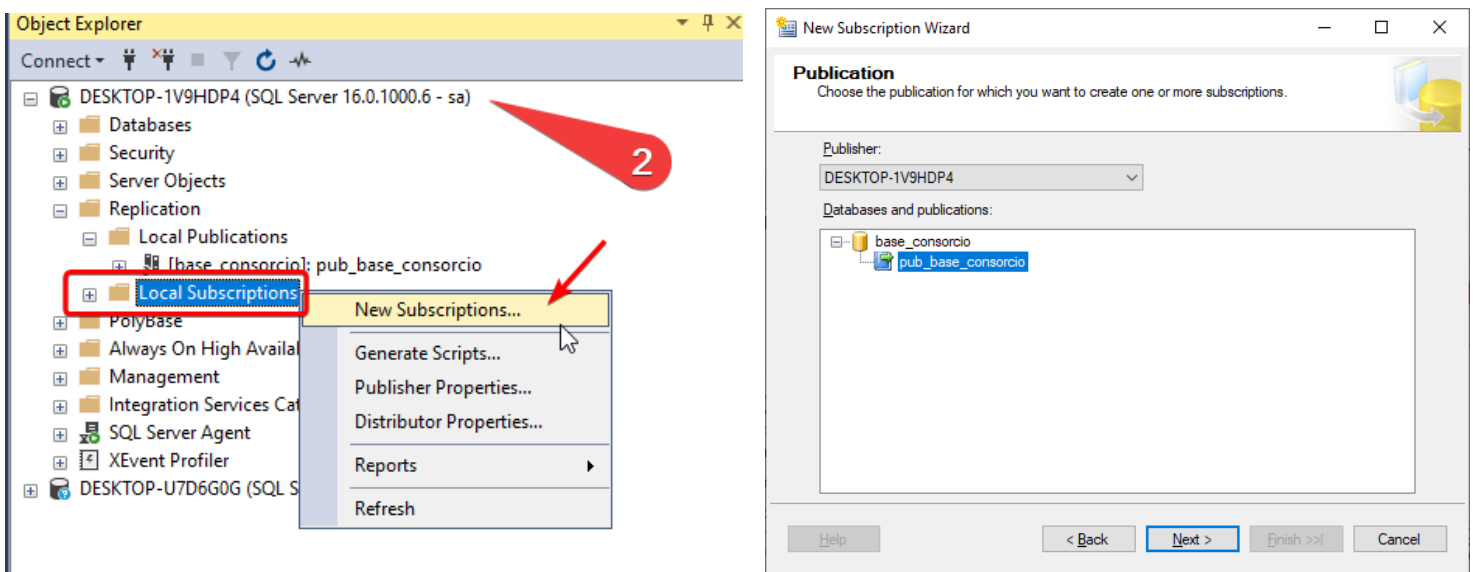 Object Explorer
Connect
DESKTOP-1V9HDP4 (SQL Server 16.0.1000.6 - sa)
2
Databases
Security
Server Objects
Replication
Local Publications
[base_consorcio]: pub_base_consorcio
Local Subscriptions
New Subscriptions...
PolyBase
Always On High Availal
Generate Scripts...
Management
Publisher Properties...
Integration Services Cat
Distributor Properties...
SQL Server Agent
XEvent Profiler
Reports
DESKTOP-U7D6G0G (SQL S
Refresh
New Subscription Wizard
Publication
Choose the publication for which you want to create one or more subscriptions.
Publisher:
DESKTOP-1V9HDP4
Databases and publications:
base_consorcio
pub_base_consorcio
Help
< Back
Next >
Finish >>|
Cancel